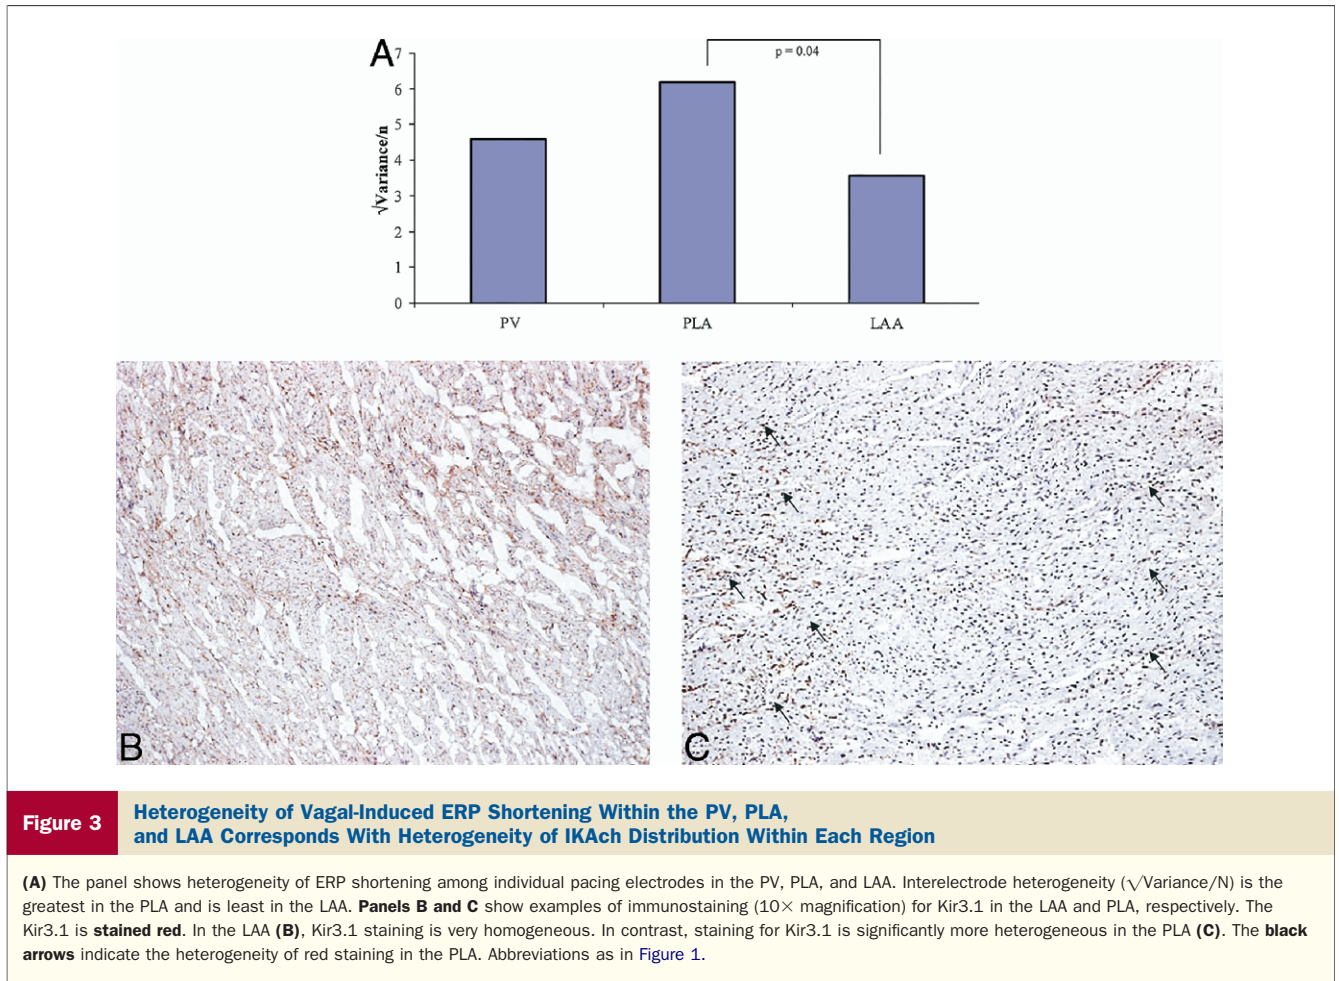 A
7
p = 0.04
6
5
4
3
2
1
0
√Variance/n
PV
PLA
LAA
B
C
Figure 3
Heterogeneity of Vagal-Induced ERP Shortening Within the PV, PLA,
and LAA Corresponds With Heterogeneity of IKAch Distribution Within Each Region
(A) The panel shows heterogeneity of ERP shortening among individual pacing electrodes in the PV, PLA, and LAA. Interelectrode heterogeneity (√Variance/N) is the
greatest in the PLA and is least in the LAA. Panels B and C show examples of immunostaining (10× magnification) for Kir3.1 in the LAA and PLA, respectively. The
Kir3.1 is stained red. In the LAA (B), Kir3.1 staining is very homogeneous. In contrast, staining for Kir3.1 is significantly more heterogeneous in the PLA (C). The black
arrows indicate the heterogeneity of red staining in the PLA. Abbreviations as in Figure 1.